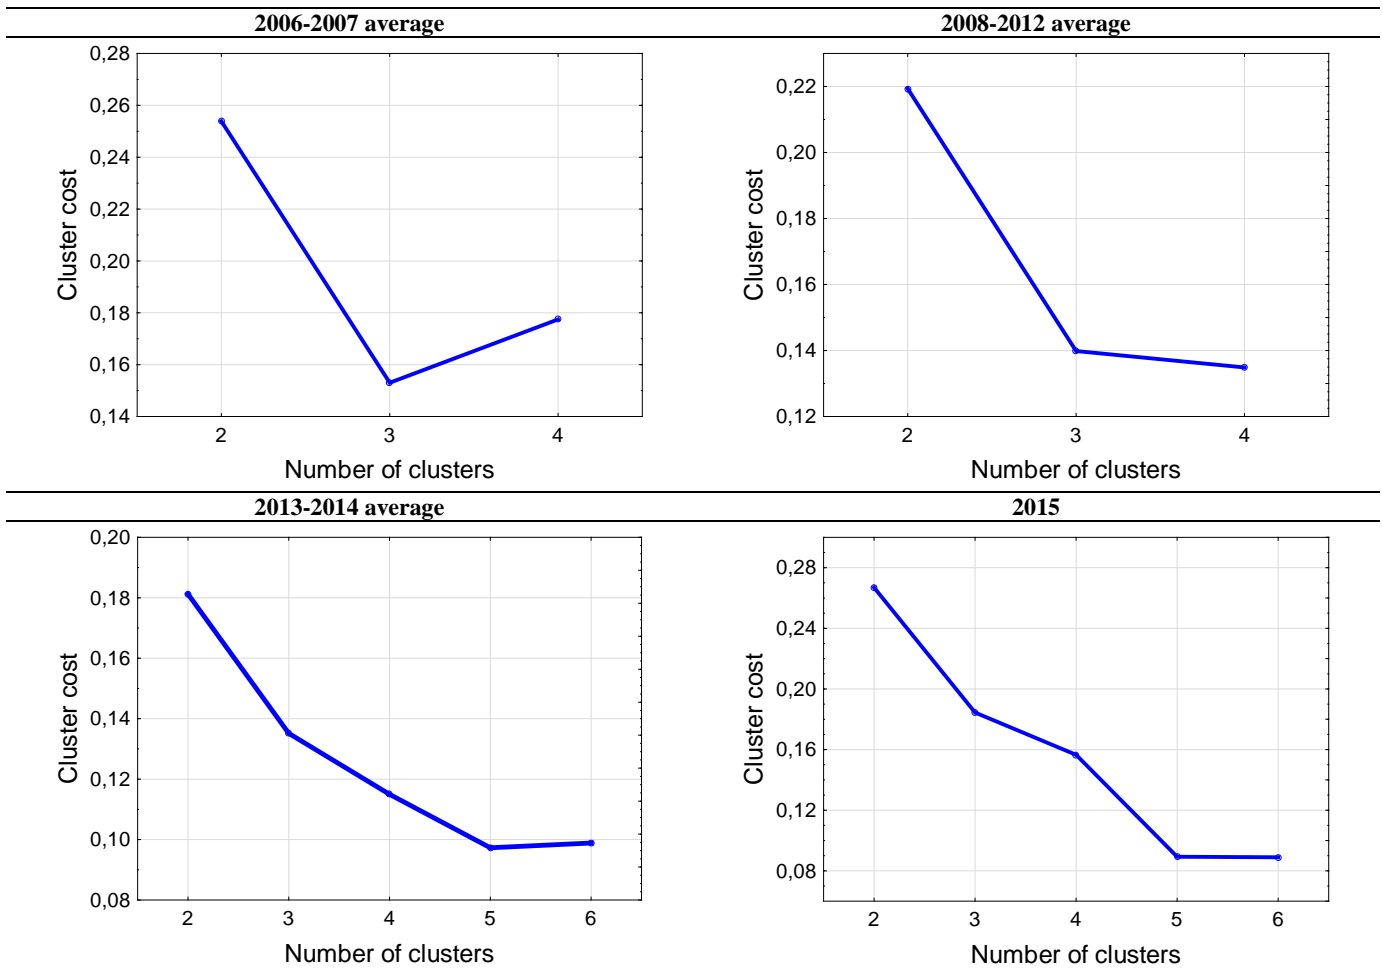 2006-2007 average
2008-2012 average
0,28
0,26
0,24
0,22
0,20
0,18
0,16
0,14
Cluster cost
2 3 4
Number of clusters
0,22
0,20
0,18
0,16
0,14
0,12
Cluster cost
2 3 4
Number of clusters
2013-2014 average
2015
0,20
0,18
0,16
0,14
0,12
0,10
0,08
Cluster cost
2 3 4 5 6
Number of clusters
0,28
0,24
0,20
0,16
0,12
0,08
Cluster cost
2 3 4 5 6
Number of clusters